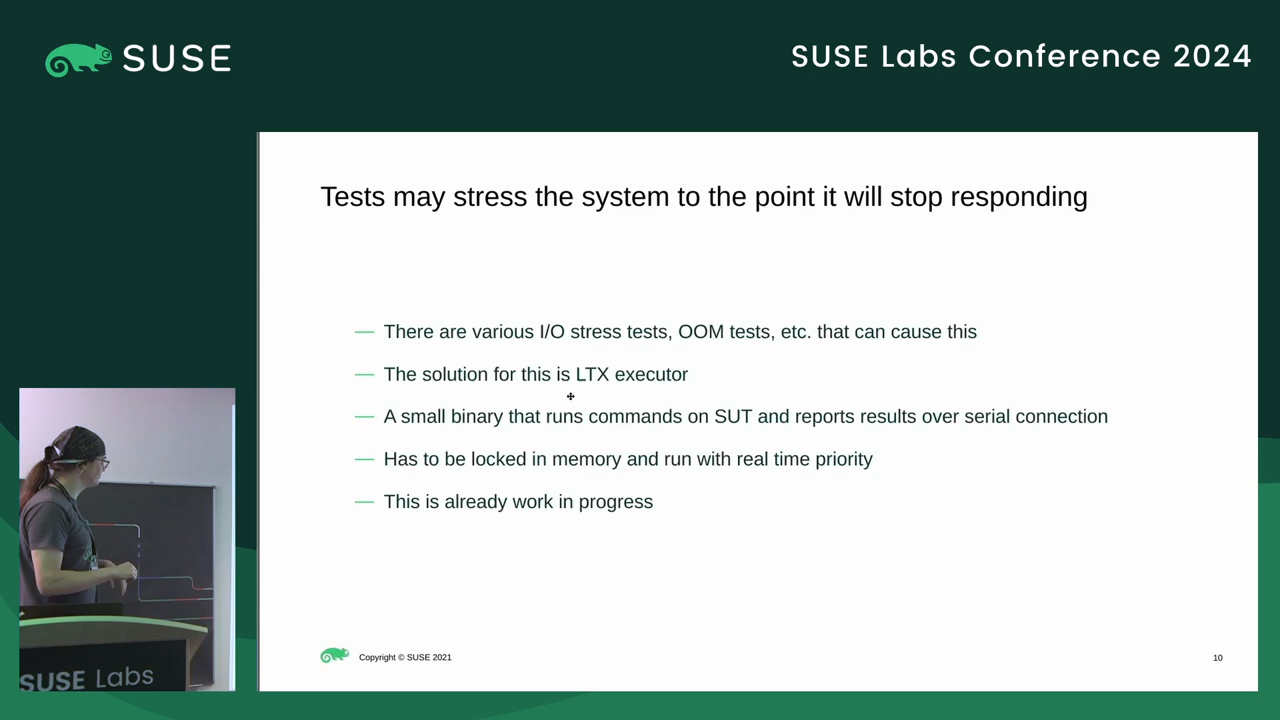 SUSE
SUSE Labs Conference 2024
Tests may stress the system to the point it will stop responding
— There are various I/O stress tests, OOM tests, etc. that can cause this
— The solution for this is LTX executor
— A small binary that runs commands on SUT and reports results over serial connection
— Has to be locked in memory and run with real time priority
— This is already work in progress
Copyright © SUSE 2021
10
SUSE Labs